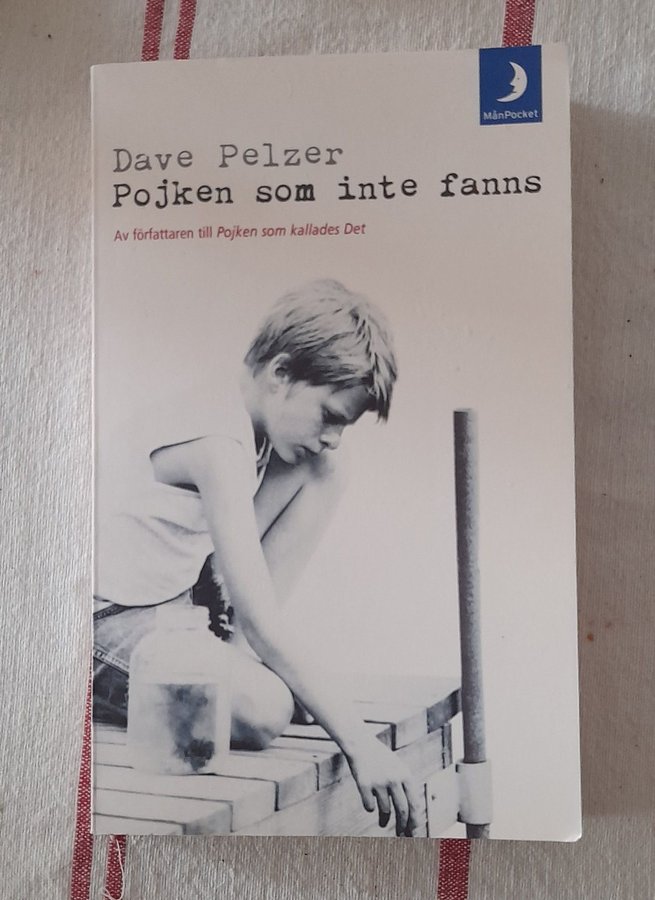 MånPocket
Dave Pelzer
Pojken som inte fanns
Av författaren till Pojken som kallades Det